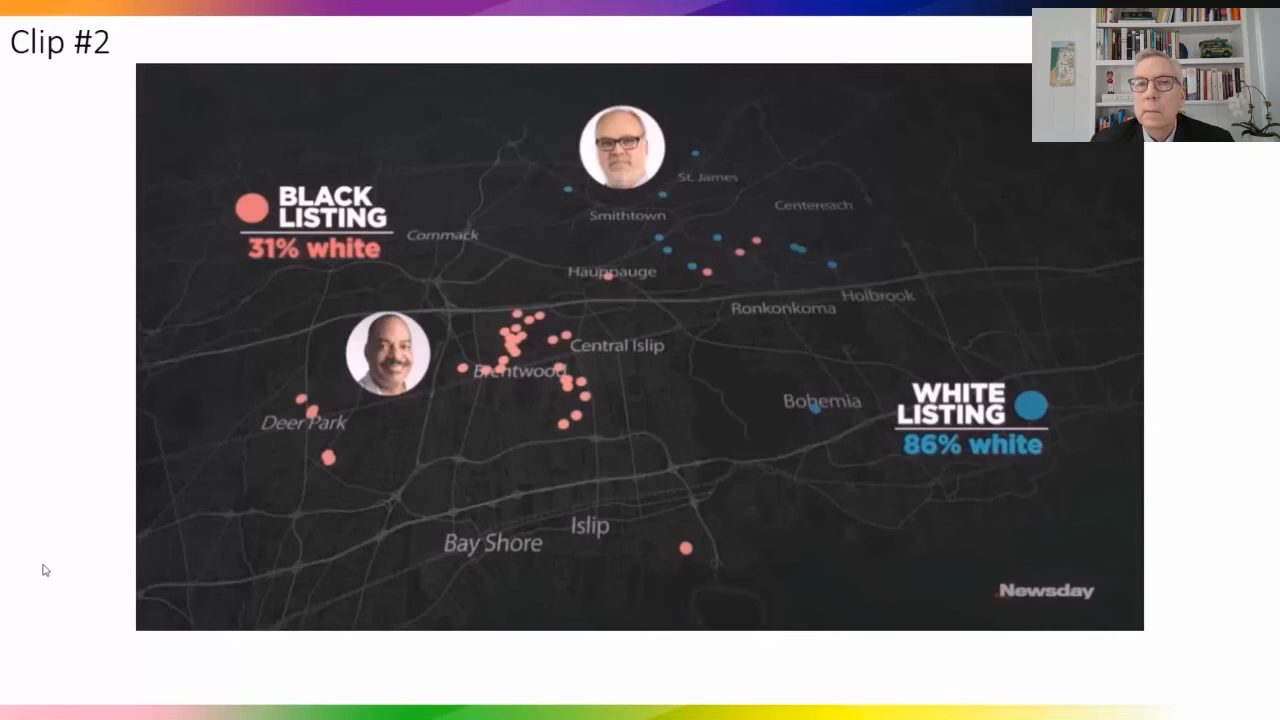 Clip #2
BLACK
LISTING
31% white
Commack
St. James
Smithtown
Centereach
Hauppauge
Ronkonkoma
Holbrook
Central Islip
Brentwood
Deer Park
Bohemia
WHITE
LISTING
86% white
Islip
Bay Shore
Newsday